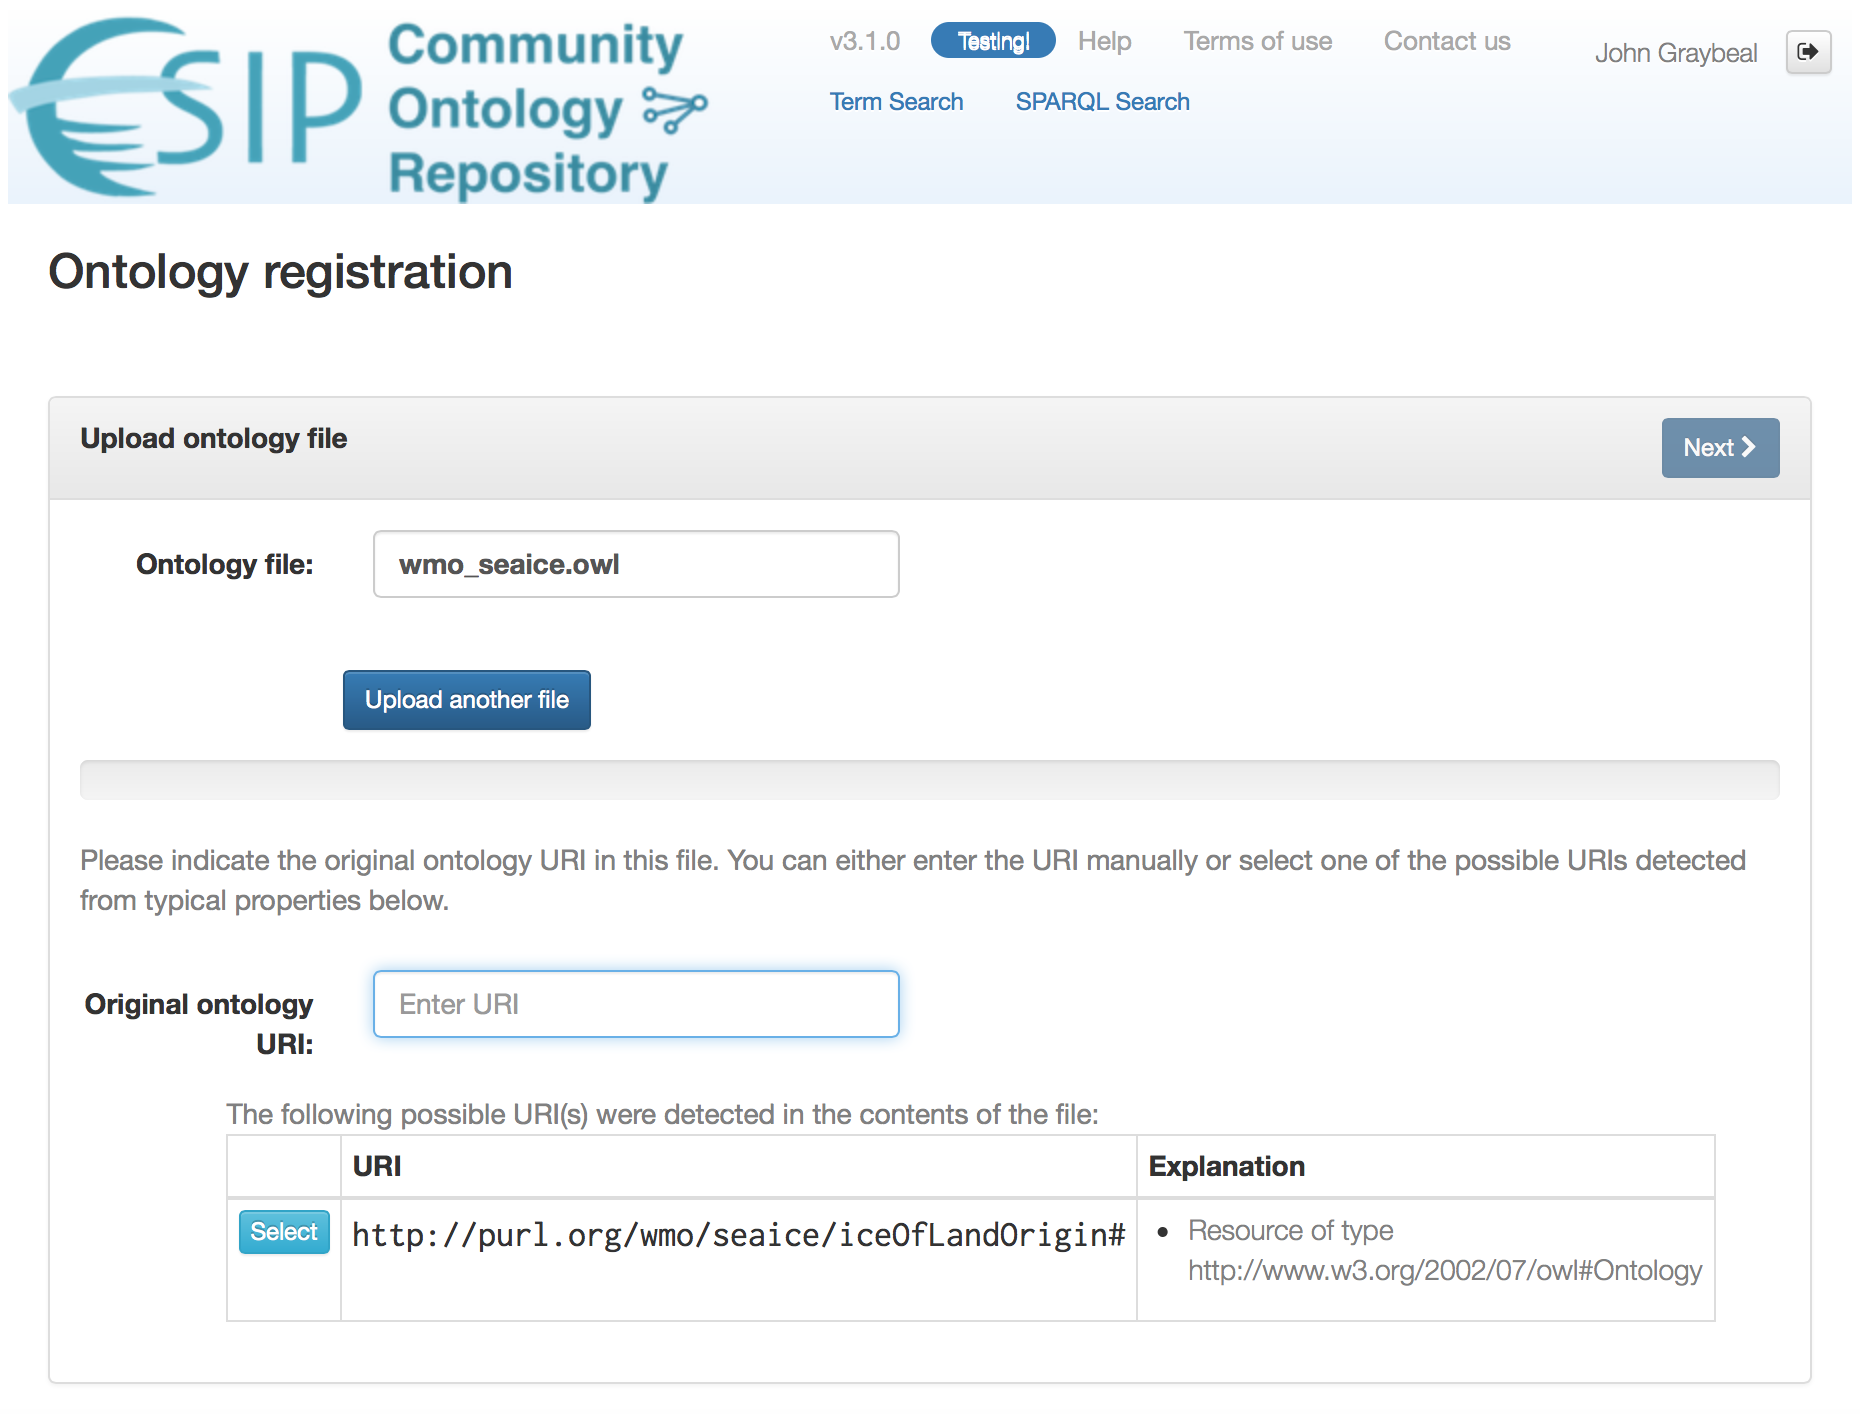 ESIP
Community
Ontology
Repository
v3.1.0 Testing! Help Terms of use Contact us
John Graybeal
Term Search SPARQL Search
Ontology registration
Upload ontology file
Next
Ontology file: wmo_seaice.owl
Upload another file
Please indicate the original ontology URI in this file. You can either enter the URI manually or select one of the possible URIs detected
from typical properties below.
Original ontology
URI:
Enter URI
The following possible URI(s) were detected in the contents of the file:
URI Explanation
Select http://purl.org/wmo/seaice/iceOfLandOrigin# • Resource of type
http://www.w3.org/2002/07/owl#Ontology